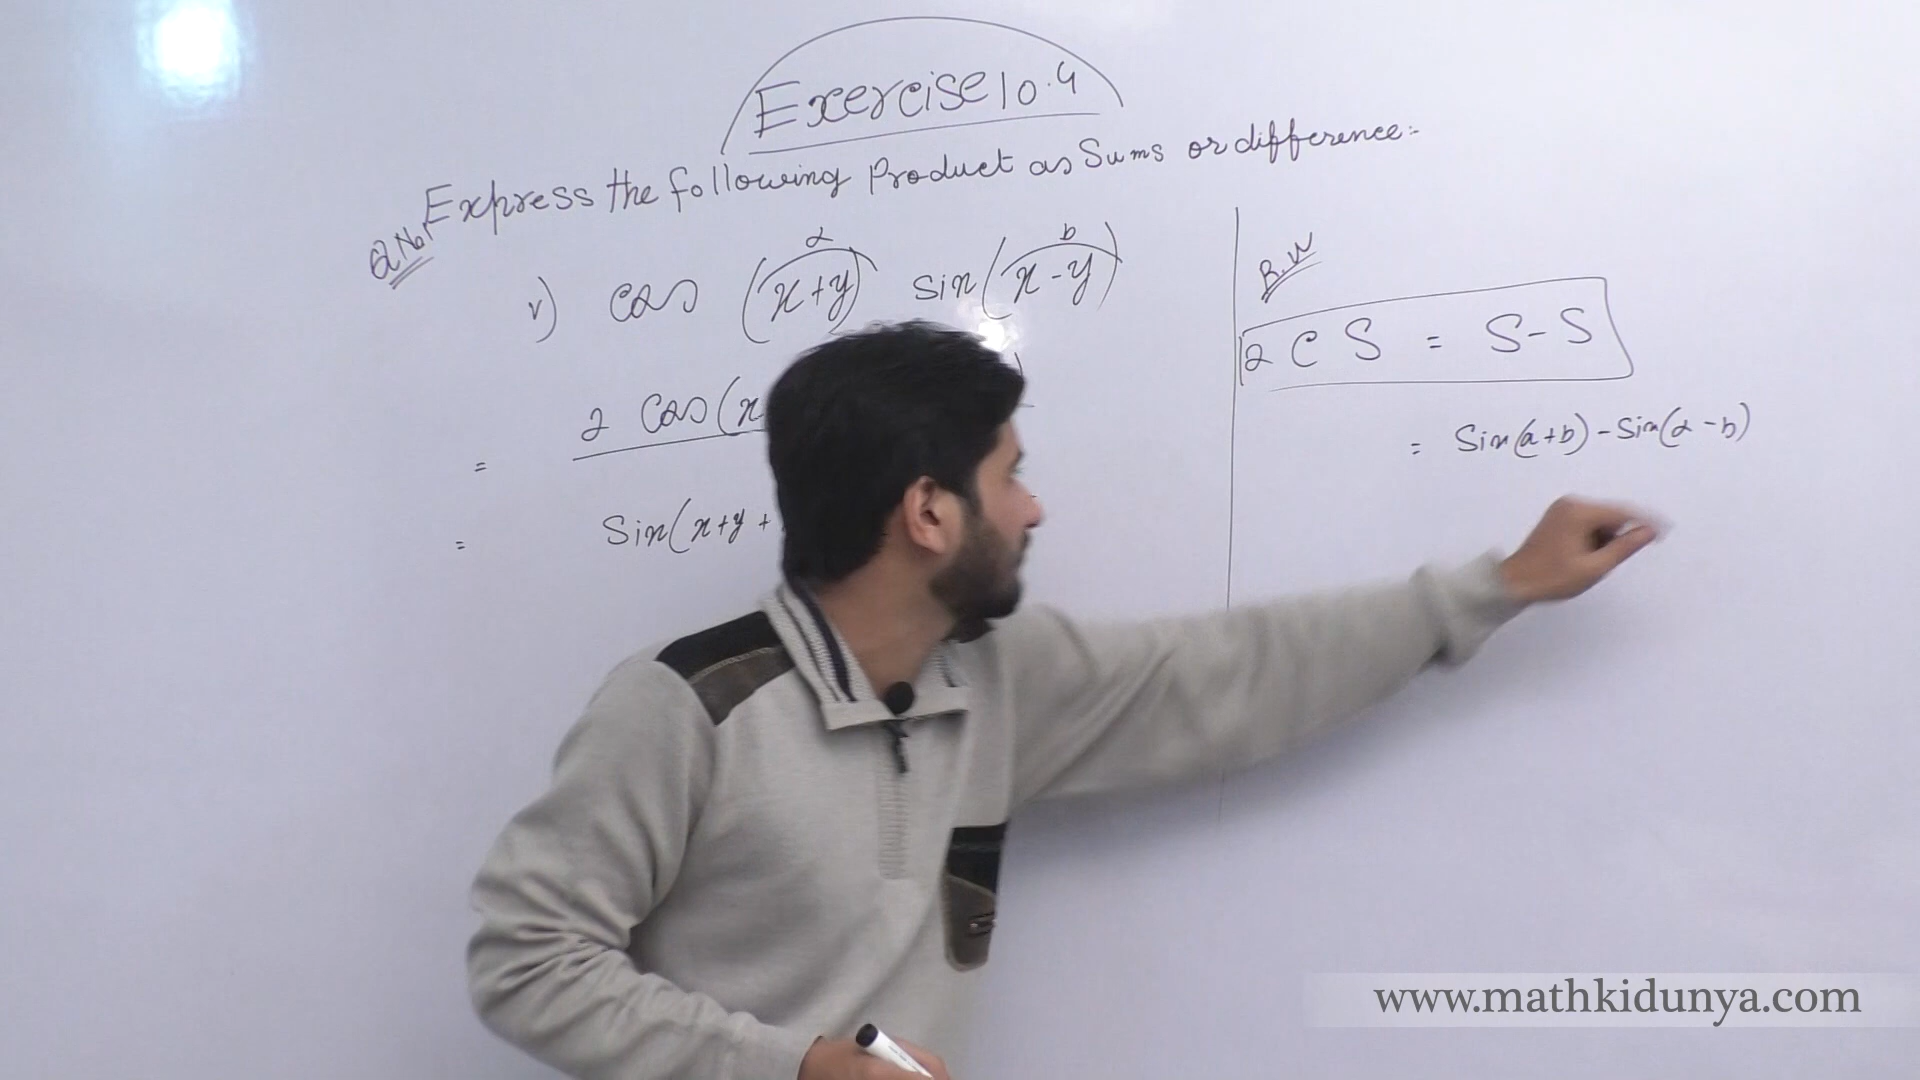 Exercise 10.4
Express the following Product as Sums or difference:-
Q No1
v) Cos (x+y) Sin (x-y)
a b
= 2 Cos(x
= Sin(x+y +
R.W
2 C S = S-S
= Sin(a+b) - Sin(a-b)
www.mathkidunya.com